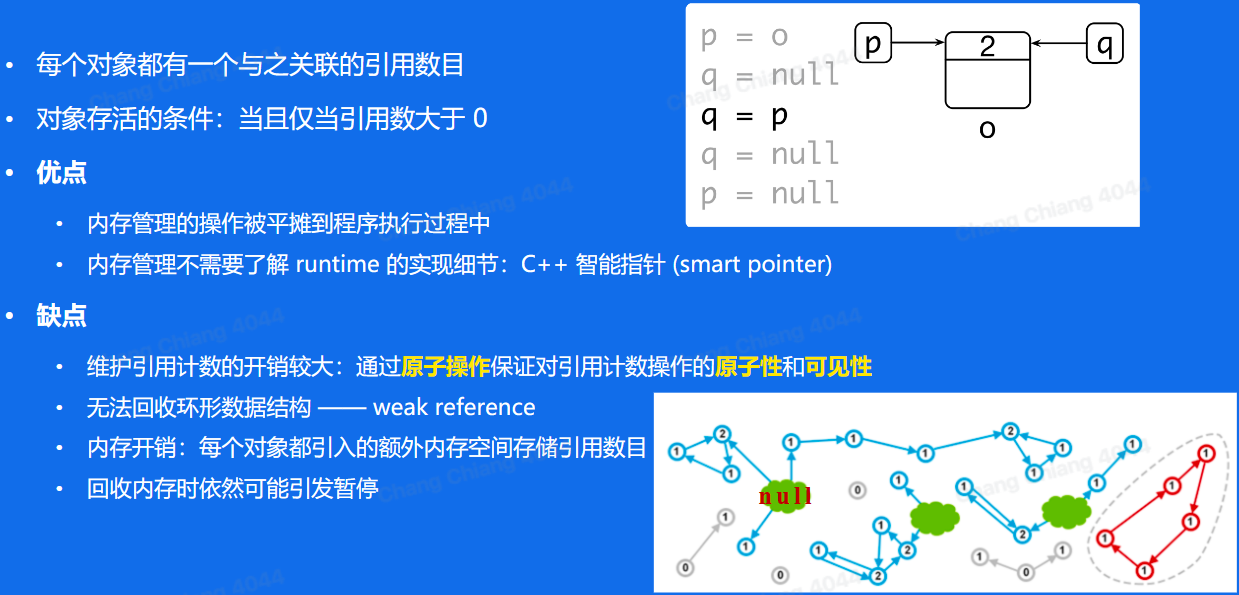 • 每个对象都有一个与之关联的引用数目
• 对象存活的条件：当且仅当引用数大于 0
• 优点
• 内存管理的操作被平摊到程序执行过程中
• 内存管理不需要了解 runtime 的实现细节：C++ 智能指针 (smart pointer)
• 缺点
• 维护引用计数的开销较大：通过原子操作保证对引用计数操作的原子性和可见性
• 无法回收环形数据结构 —— weak reference
• 内存开销：每个对象都引入的额外内存空间存储引用数目
• 回收内存时依然可能引发暂停
p = o
q = null
q = p
q = null
p = null
p
2
q
o
2
1
1
1
1
1
2
1
1
1
null
1
1
0
0
1
0
1
1
2
2
1
1
2
1
1
0
1
1
1
1
1
1
Chang Chiang 4044